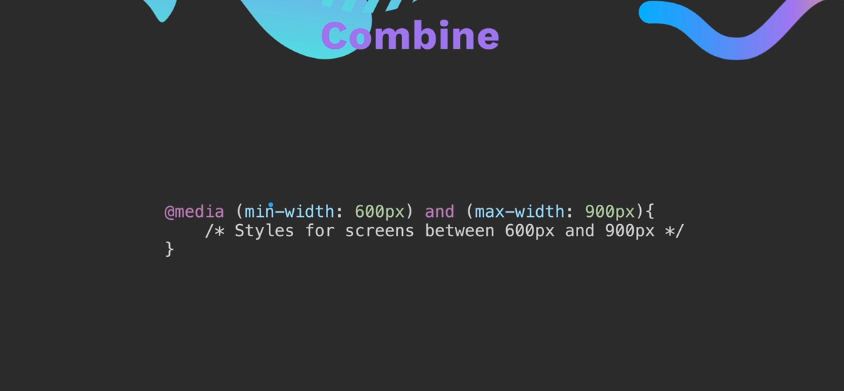 Combine
@media (min-width: 600px) and (max-width: 900px){
/* Styles for screens between 600px and 900px */
}